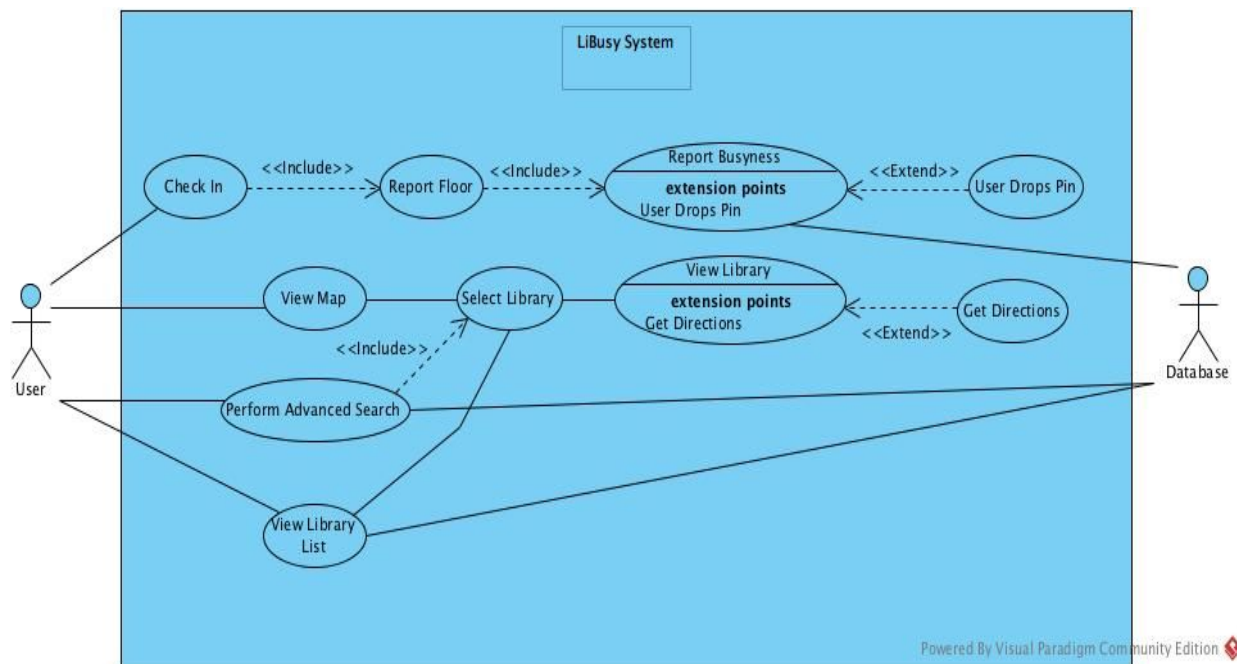 LiBusy System
Check In
<<Include>>
Report Floor
<<Include>>
Report Busyness
extension points
User Drops Pin
<<Extend>>
User Drops Pin
View Map
Select Library
View Library
extension points
Get Directions
<<Extend>>
Get Directions
<<Include>>
User
Database
Perform Advanced Search
View Library
List
Powered By Visual Paradigm Community Edition